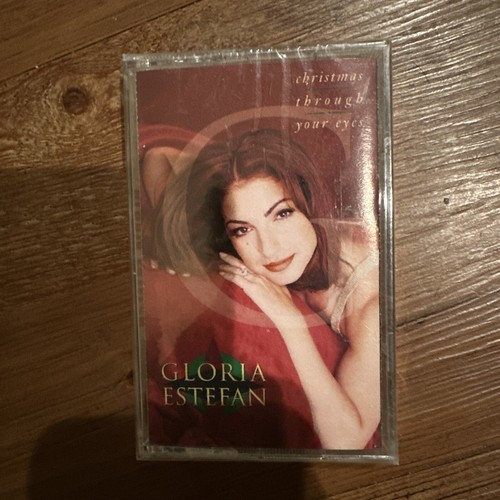 christmas
through
your eyes
GLORIA
ESTEFAN